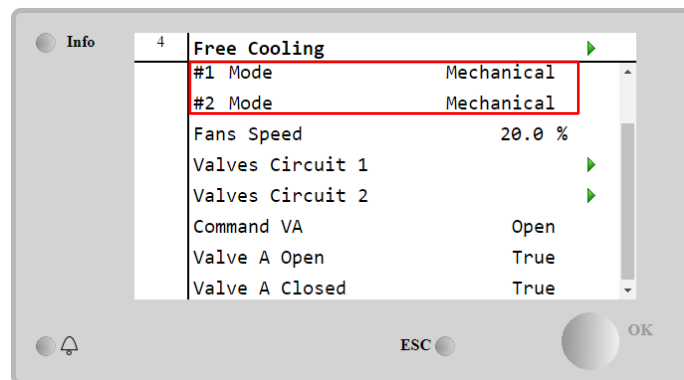 Info
4 Free Cooling
#1 Mode Mechanical
#2 Mode Mechanical
Fans Speed 20.0 %
Valves Circuit 1
Valves Circuit 2
Command VA Open
Valve A Open True
Valve A Closed True
ESC
OK